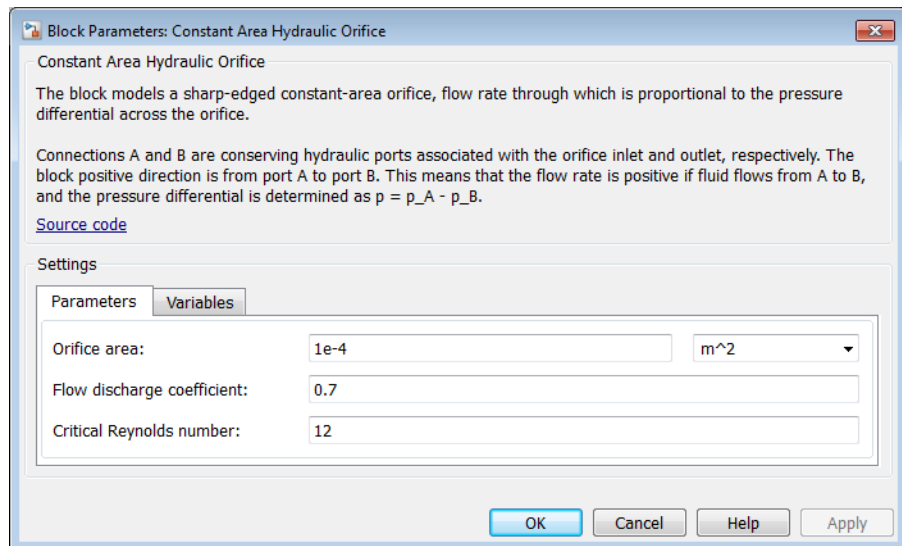 Block Parameters: Constant Area Hydraulic Orifice
Constant Area Hydraulic Orifice
The block models a sharp-edged constant-area orifice, flow rate through which is proportional to the pressure
differential across the orifice.
Connections A and B are conserving hydraulic ports associated with the orifice inlet and outlet, respectively. The
block positive direction is from port A to port B. This means that the flow rate is positive if fluid flows from A to B,
and the pressure differential is determined as p = p_A - p_B.
Source code
Settings
Parameters Variables
Orifice area: 1e-4 m^2
Flow discharge coefficient: 0.7
Critical Reynolds number: 12
OK Cancel Help Apply